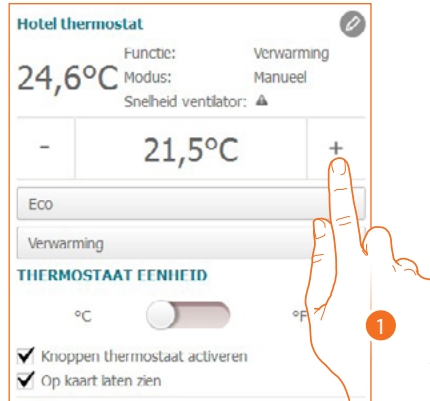 Hotel thermostat
24,6°C
Functie: Verwarming
Modus: Manueel
Snelheid ventilator:
- 21,5°C +
Eco
Verwarming
THERMOSTAAT EENHEID
°C °F
1
Knoppen thermostaat activeren
Op kaart laten zien